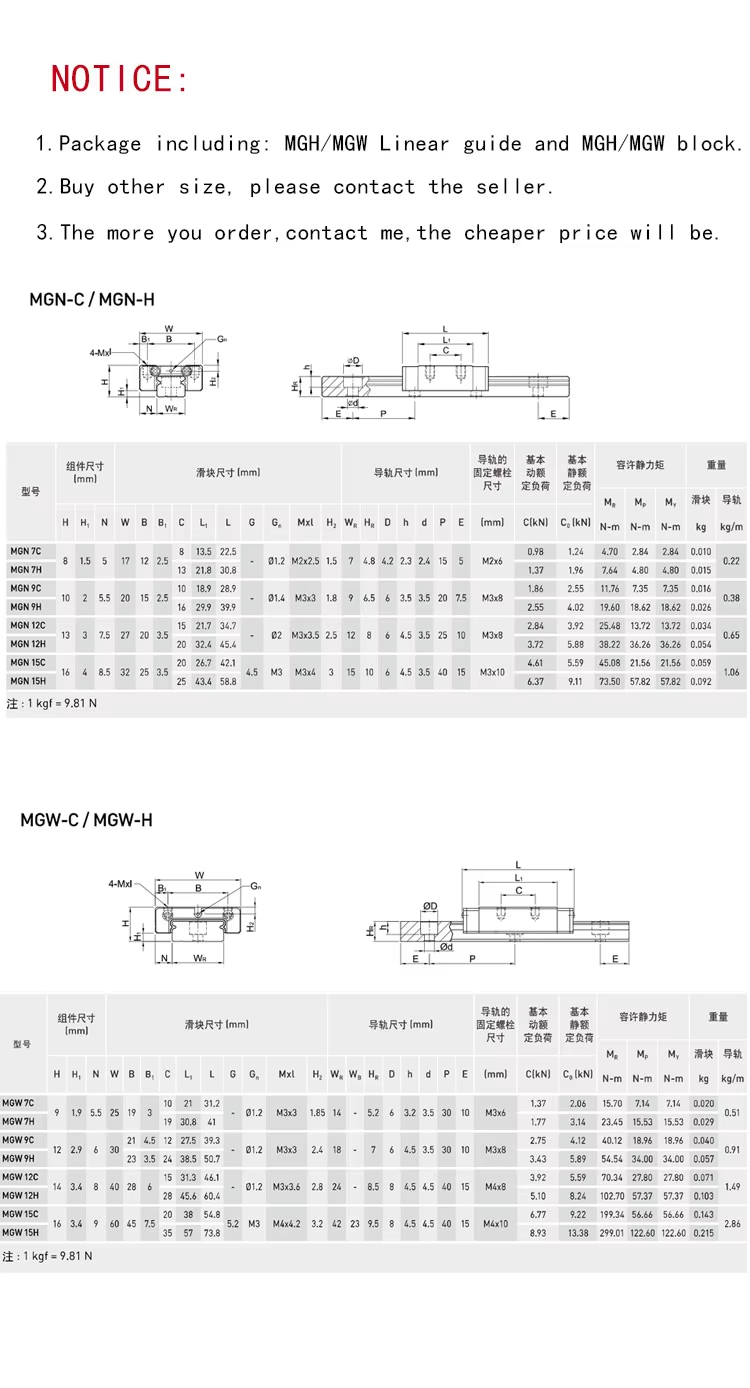 NOTICE:
1. Package including: MGH/MGW Linear guide and MGH/MGW block.
2. Buy other size, please contact the seller.
3. The more you order, contact me, the cheaper price will be.
MGN-C / MGN-H
W
B1 B Gn
4-Mxl
H H1 H2
N WR
L
L1
C
ØD
h
HR
Ød
E P E
型号 组件尺寸 (mm) 滑块尺寸 (mm) 导轨尺寸 (mm) 导轨的固定螺栓尺寸 基本动额定负荷 基本静额定负荷 容许静力矩 重量
MR MP MY 滑块 导轨
H H1 N W B B1 C L1 L G Gn Mxl H2 WR HR D h d P E (mm) C(kN) C0 (kN) N-m N-m N-m kg kg/m
MGN 7C 8 1.5 5 17 12 2.5 8 13.5 22.5 - Ø1.2 M2x2.5 1.5 7 4.8 4.2 2.3 2.4 15 5 M2x6 0.98 1.24 4.70 2.84 2.84 0.010 0.22
MGN 7H 13 21.8 30.8 1.37 1.96 7.64 4.80 4.80 0.015
MGN 9C 10 2 5.5 20 15 2.5 10 18.9 28.9 - Ø1.4 M3x3 1.8 9 6.5 6 3.5 3.5 20 7.5 M3x8 1.86 2.55 11.76 7.35 7.35 0.016 0.38
MGN 9H 16 29.9 39.9 2.55 4.02 19.60 18.62 18.62 0.026
MGN 12C 13 3 7.5 27 20 3.5 15 21.7 34.7 - Ø2 M3x3.5 2.5 12 8 6 4.5 3.5 25 10 M3x8 2.84 3.92 25.48 13.72 13.72 0.034 0.65
MGN 12H 20 32.4 45.4 3.72 5.88 38.22 36.26 36.26 0.054
MGN 15C 16 4 8.5 32 25 3.5 20 26.7 42.1 4.5 M3 M3x4 3 15 10 6 4.5 3.5 40 15 M3x10 4.61 5.59 45.08 21.56 21.56 0.059 1.06
MGN 15H 25 43.4 58.8 6.37 9.11 73.50 57.82 57.82 0.092
注 : 1 kgf = 9.81 N
MGW-C / MGW-H
W
4-Mxl B1 B Gn
H H1 H2
N WR
L
L1
C
ØD
h
HR
Ød
E P E
型号 组件尺寸 (mm) 滑块尺寸 (mm) 导轨尺寸 (mm) 导轨的固定螺栓尺寸 基本动额定负荷 基本静额定负荷 容许静力矩 重量
MR MP MY 滑块 导轨
H H1 N W B B1 C L1 L G Gn Mxl H2 WR WB HR D h d P E (mm) C(kN) C0 (kN) N-m N-m N-m kg kg/m
MGW 7C 9 1.9 5.5 25 19 3 10 21 31.2 - Ø1.2 M3x3 1.85 14 - 5.2 6 3.2 3.5 30 10 M3x6 1.37 2.06 15.70 7.14 7.14 0.020 0.51
MGW 7H 19 30.8 41 1.77 3.14 23.45 15.53 15.53 0.029
MGW 9C 12 2.9 6 30 21 4.5 12 27.5 39.3 - Ø1.2 M3x3 2.4 18 - 7 6 4.5 3.5 30 10 M3x8 2.75 4.12 40.12 18.96 18.96 0.040 0.91
MGW 9H 23 3.5 24 38.5 50.7 3.43 5.89 54.54 34.00 34.00 0.057
MGW 12C 14 3.4 8 40 28 6 15 31.3 46.1 - Ø1.2 M3x3.6 2.8 24 - 8.5 8 4.5 4.5 40 15 M4x8 3.92 5.59 70.34 27.80 27.80 0.071 1.49
MGW 12H 28 45.6 60.4 5.10 8.24 102.70 57.37 57.37 0.103
MGW 15C 16 3.4 9 60 45 7.5 20 38 54.8 5.2 M3 M4x4.2 3.2 42 23 9.5 8 4.5 4.5 40 15 M4x10 6.77 9.22 199.34 56.66 56.66 0.143 2.86
MGW 15H 35 57 73.8 8.93 13.38 299.01 122.60 122.60 0.215
注 : 1 kgf = 9.81 N